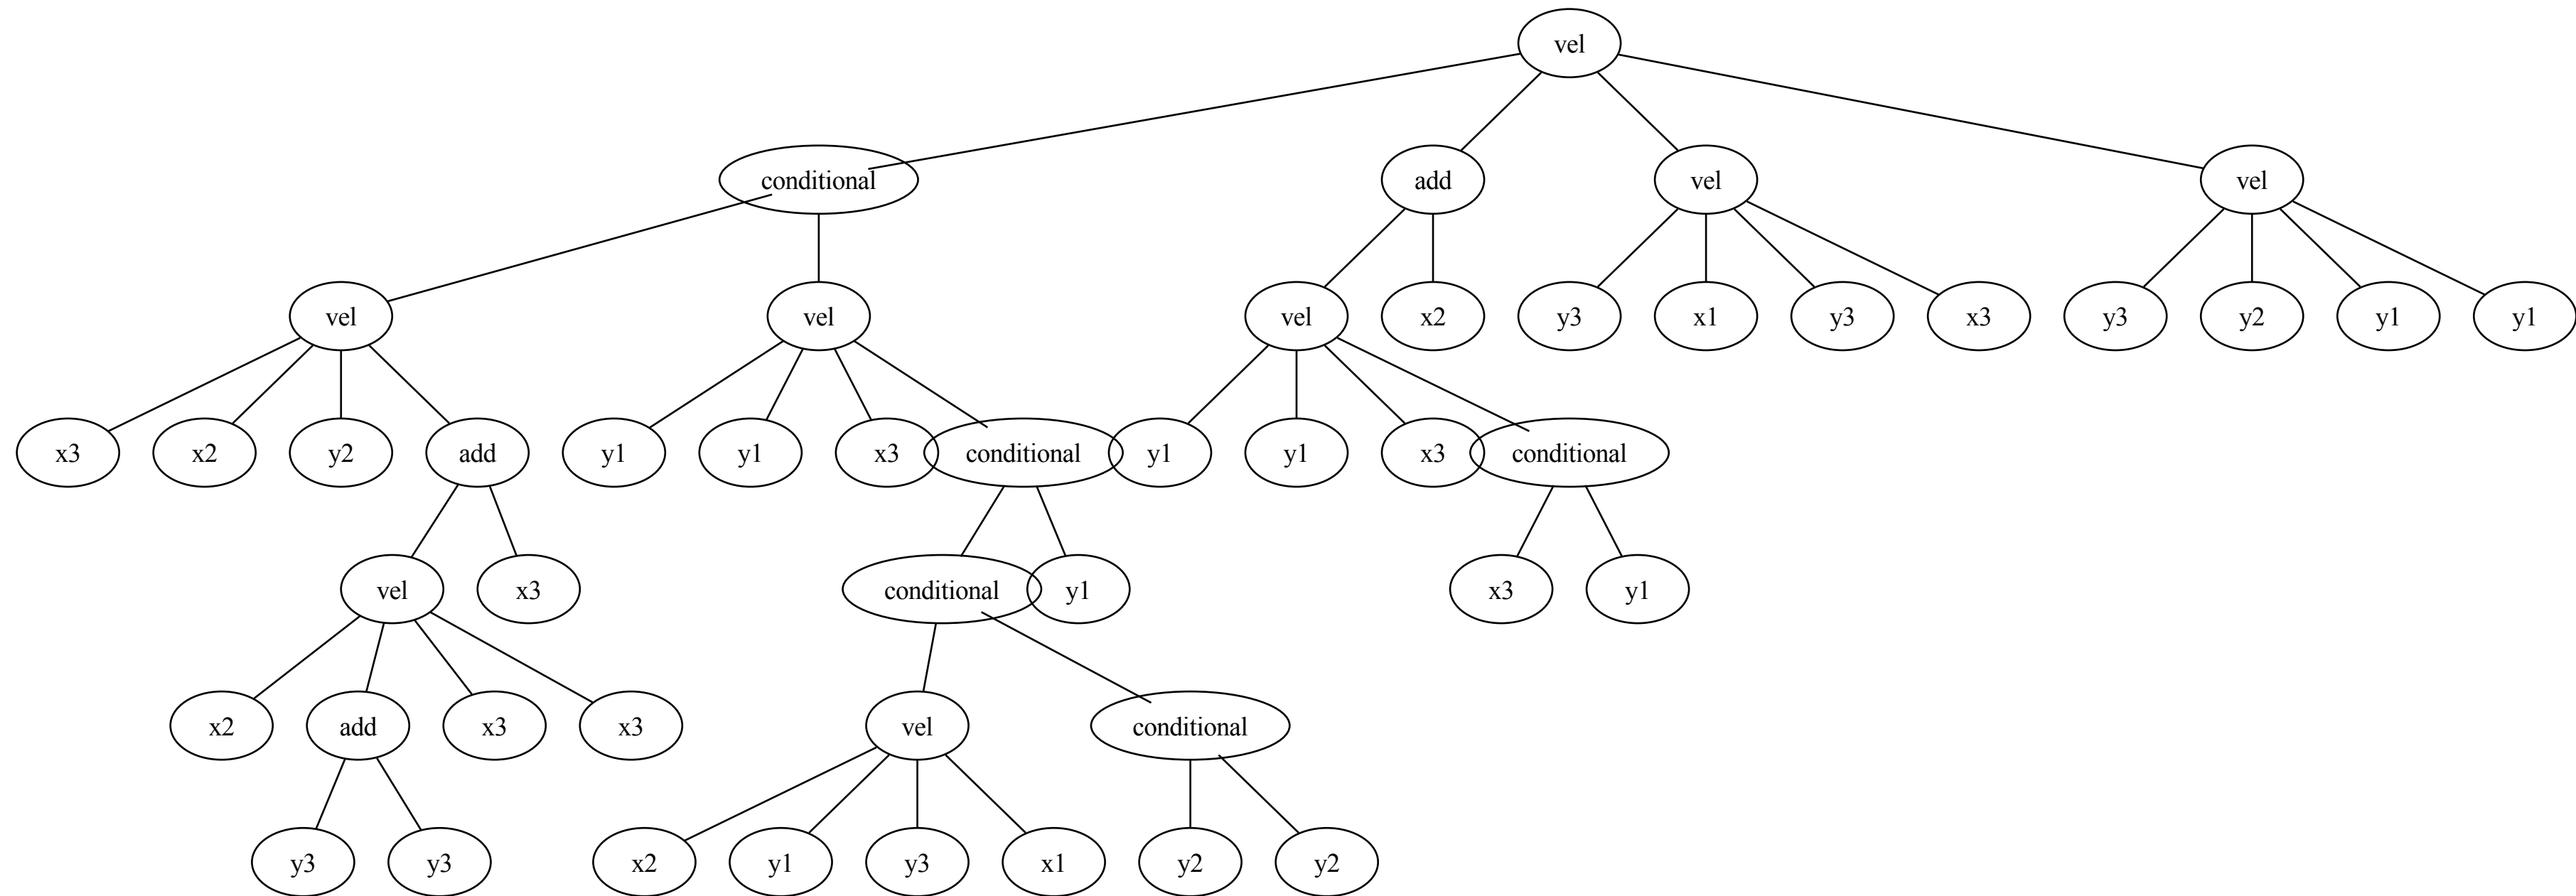 vel
conditional add vel vel
vel vel vel x2 y3 x1 y3 x3 y3 y2 y1 y1
x3 x2 y2 add y1 y1 x3 conditional y1 y1 x3 conditional
vel x3 conditional y1 x3 y1
x2 add x3 x3 vel conditional
y3 y3 x2 y1 y3 x1 y2 y2